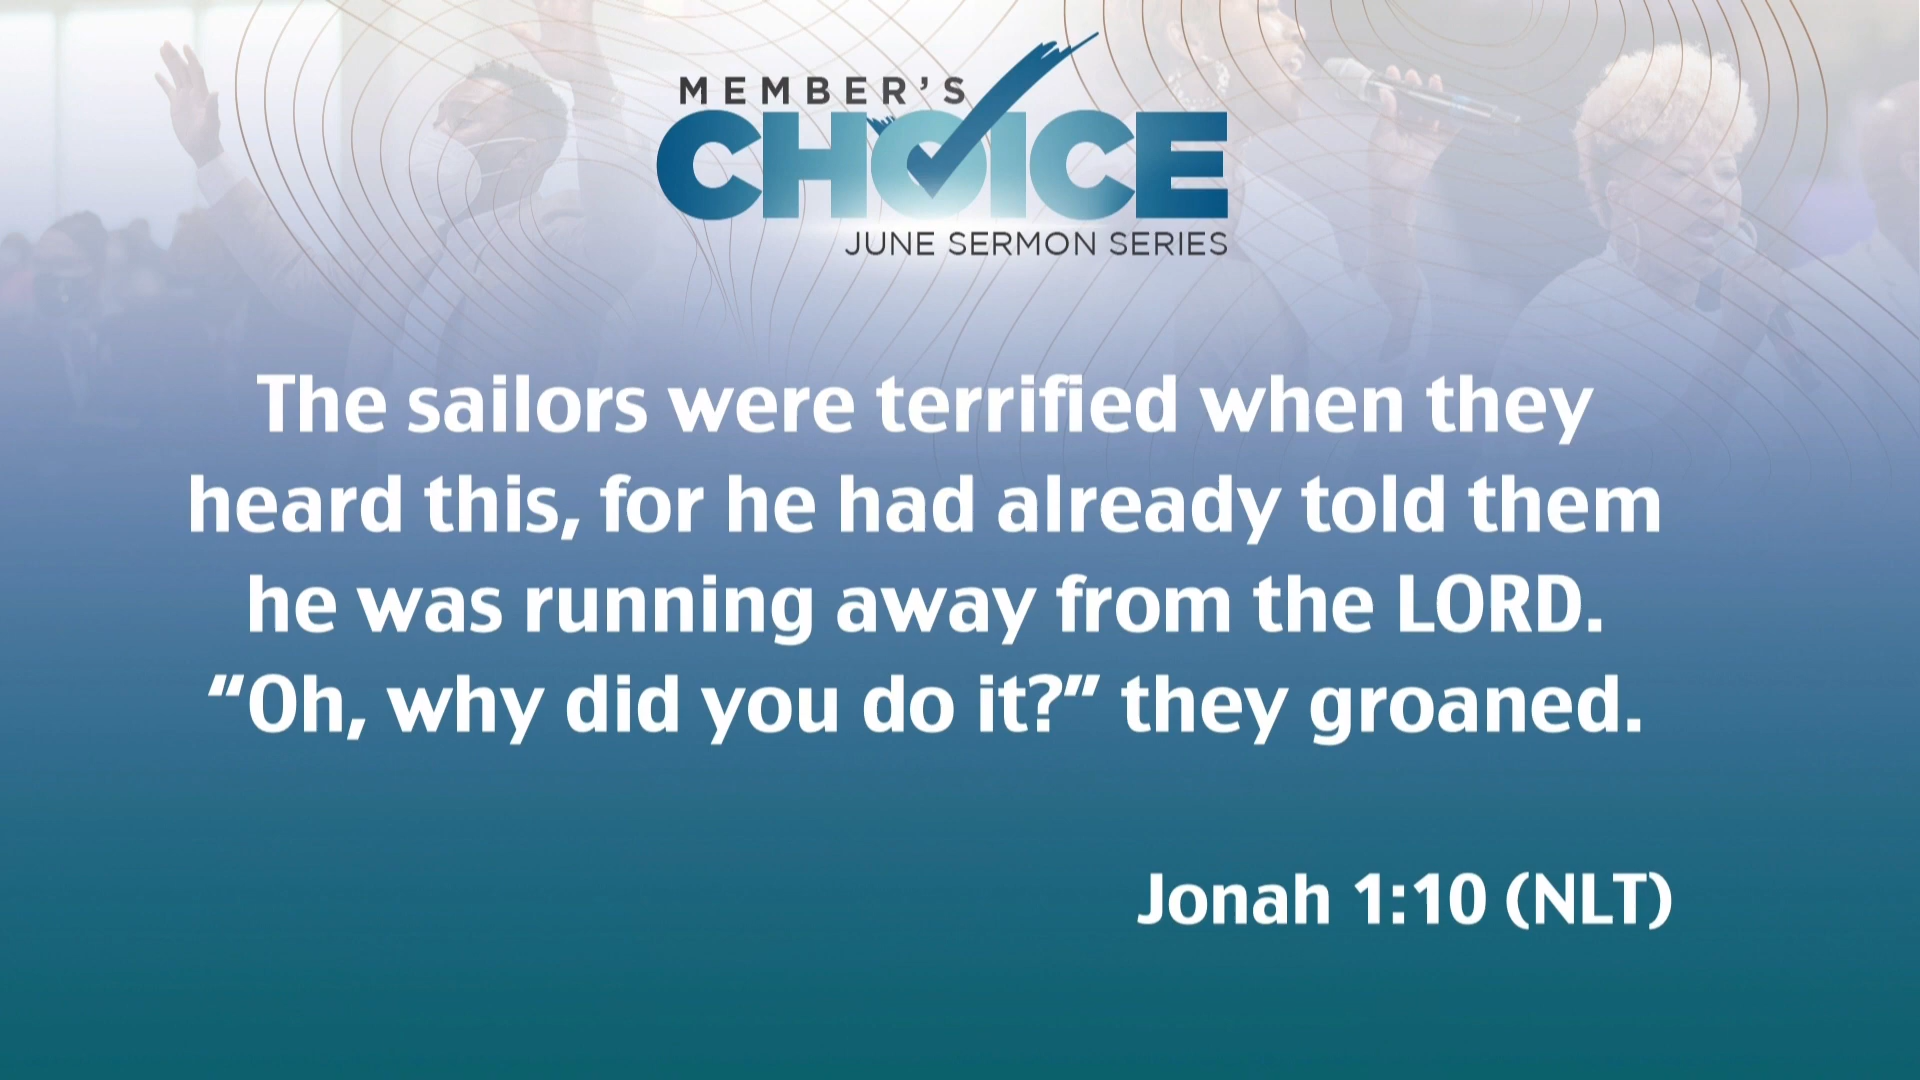 MEMBER'S
CHOICE
JUNE SERMON SERIES
The sailors were terrified when they
heard this, for he had already told them
he was running away from the LORD.
“Oh, why did you do it?” they groaned.
Jonah 1:10 (NLT)